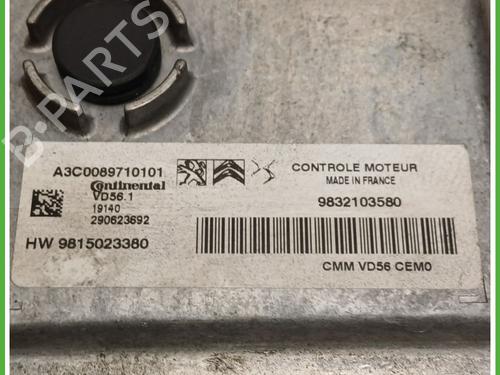 B-PARTS
A3C0089710101
Continental
VD56.1
19140
290623692
HW 9815023380
CONTROLE MOTEUR
MADE IN FRANCE
9832103580
CMM VD56 CEM0